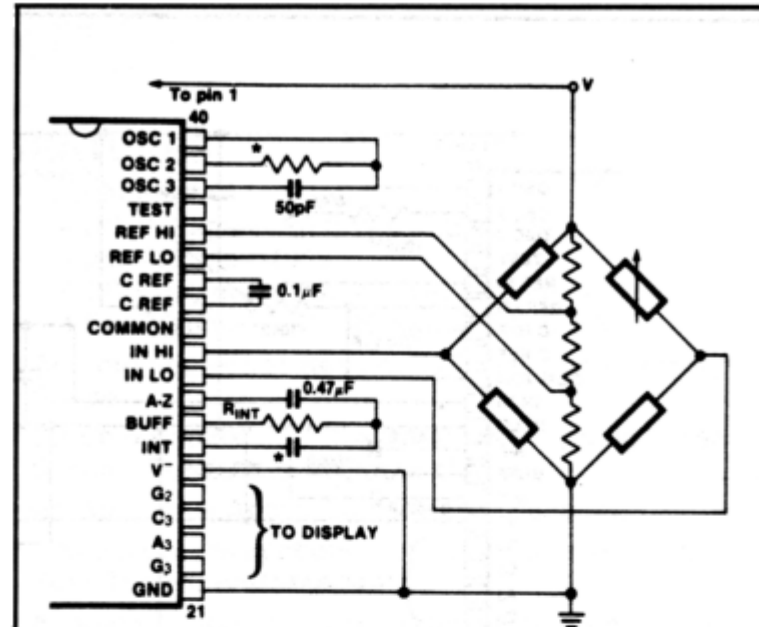 V
To pin 1
40
OSC 1
*
OSC 2
OSC 3
50pF
TEST
REF HI
REF LO
C REF
0.1µF
C REF
COMMON
IN HI
IN LO
0.47µF
A-Z
BUFF
RINT
INT
*
V⁻
G2
C3
TO DISPLAY
A3
G3
GND
21